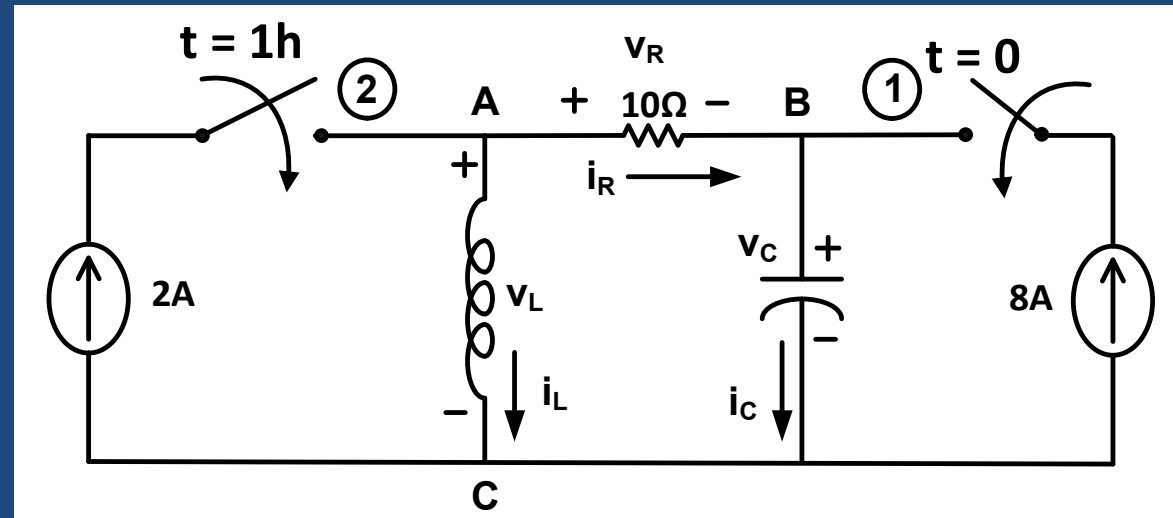 t = 1h
2
A
vR
+ 10Ω −
B
1
t = 0
+
iR
2A
vL
vC
+
8A
−
−
iL
iC
C